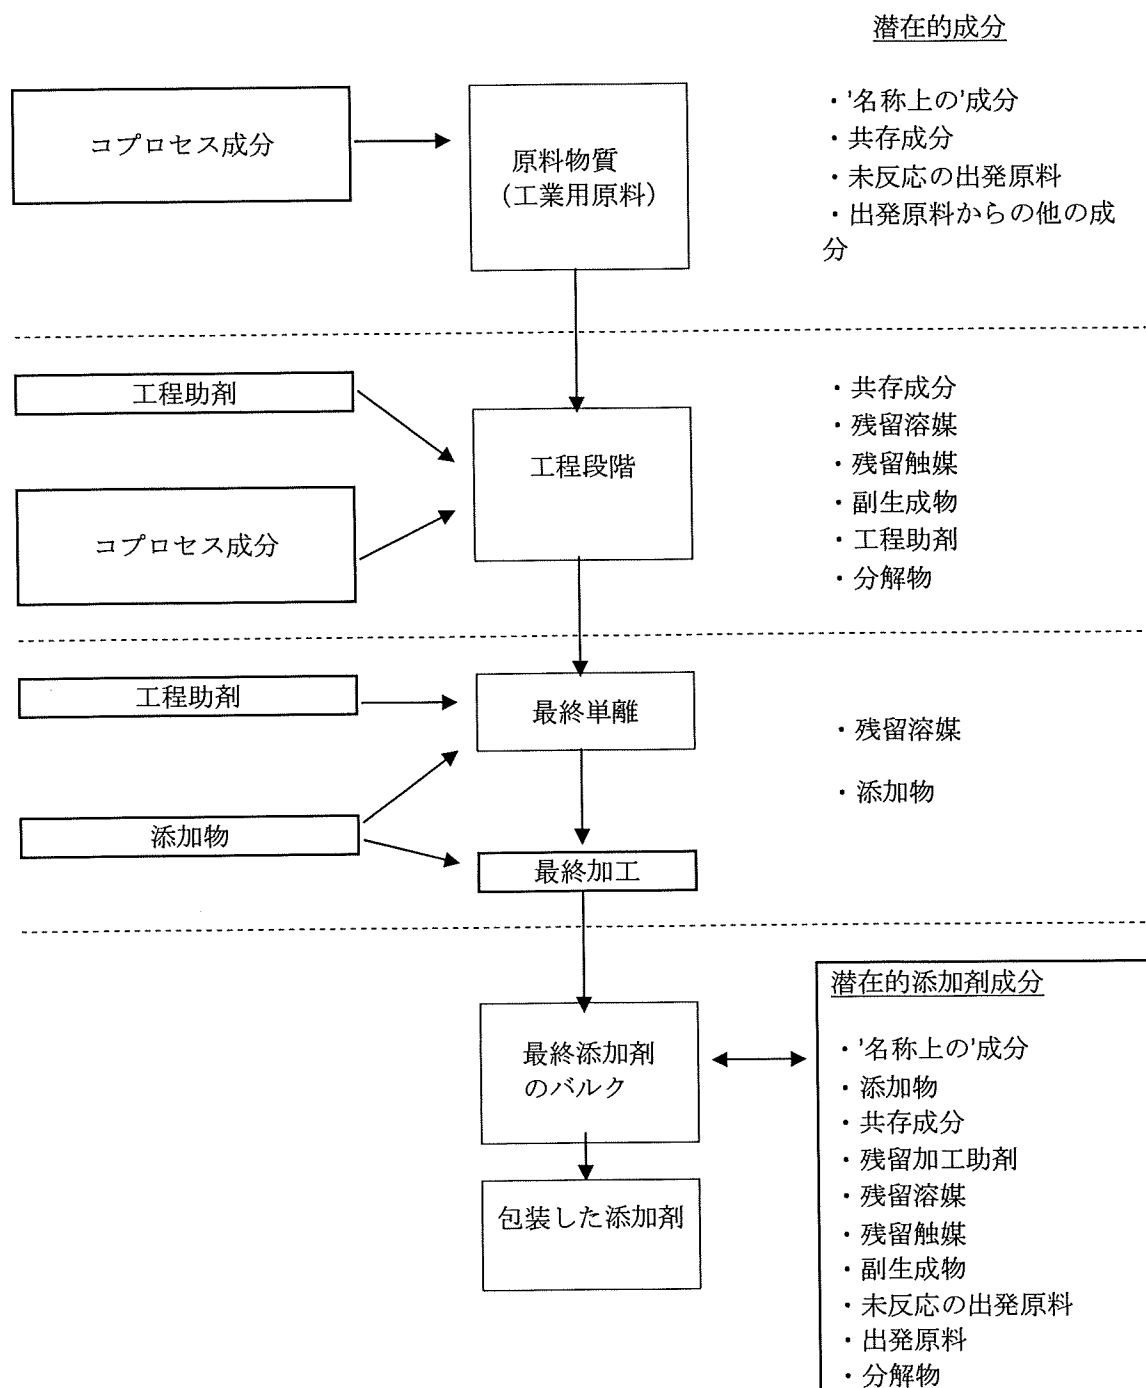 潜在的成分
コプロセス成分
原料物質
(工業用原料)
・'名称上の'成分
・共存成分
・未反応の出発原料
・出発原料からの他の成
分
工程助剤
コプロセス成分
工程段階
・共存成分
・残留溶媒
・残留触媒
・副生成物
・工程助剤
・分解物
工程助剤
最終単離
添加物
最終加工
・残留溶媒
・添加物
最終添加剤
のバルク
包装した添加剤
潜在的添加剤成分
・'名称上の'成分
・添加物
・共存成分
・残留加工助剤
・残留溶媒
・残留触媒
・副生成物
・未反応の出発原料
・出発原料
・分解物